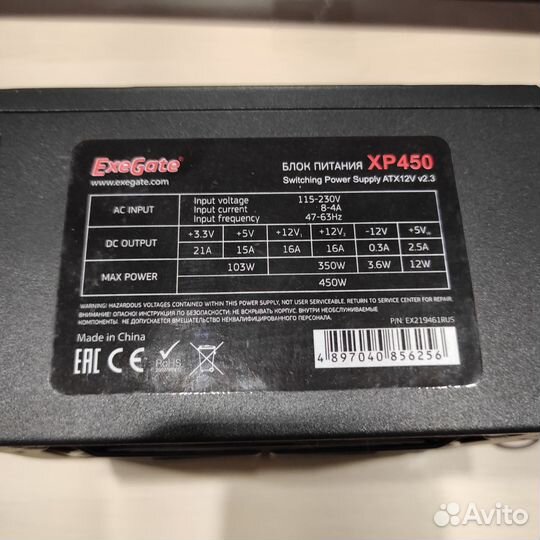 ExeGate®
www.exegate.com
БЛОК ПИТАНИЯ XP450
Switching Power Supply ATX12V v2.3
AC INPUT
Input voltage 115-230V
Input current 8-4A
Input frequency 47-63Hz
DC OUTPUT +3.3V +5V +12V₁ +12V₂ -12V +5Vsb
21A 15A 16A 16A 0.3A 2.5A
MAX POWER 103W 350W 3.6W 12W
450W
WARNING! HAZARDOUS VOLTAGES CONTAINED WITHIN THIS POWER SUPPLY, NOT USER SERVICEABLE. RETURN TO SERVICE CENTER FOR REPAIR.
ВНИМАНИЕ! ОПАСНО! ИНСТРУКЦИЯ ПО БЕЗОПАСНОСТИ: НЕ ВСКРЫВАТЬ КОРПУС. ВНУТРИ НЕОБСЛУЖИВАЕМЫЕ
КОМПОНЕНТЫ. НЕ ДОПУСКАЕТСЯ ВМЕШАТЕЛЬСТВО НЕКВАЛИФИЦИРОВАННОГО ПЕРСОНАЛА.
P/N: EX219461RUS
Made in China
EAC CE RoHS
4 897040 856256
Avito